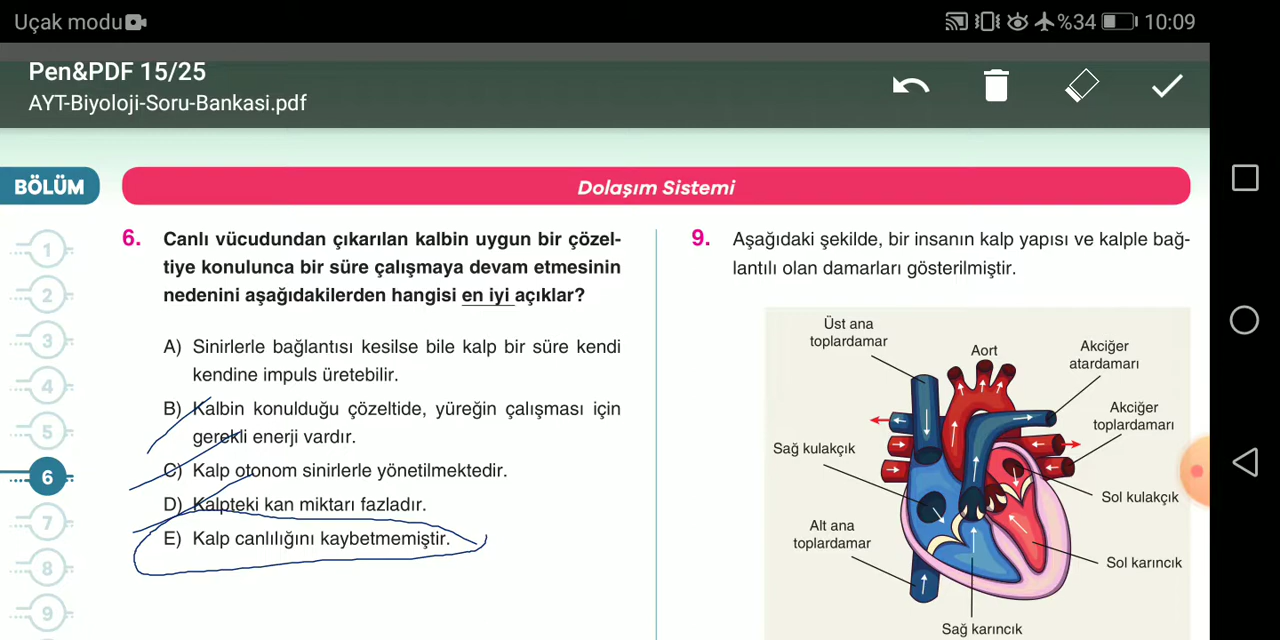 Uçak modu
%34 10:09
Pen&PDF 15/25
AYT-Biyoloji-Soru-Bankasi.pdf
BÖLÜM
Dolaşım Sistemi
1
2
3
4
5
6
7
8
9
6. Canlı vücudundan çıkarılan kalbin uygun bir çözel-
tiye konulunca bir süre çalışmaya devam etmesinin
nedenini aşağıdakilerden hangisi en iyi açıklar?
A) Sinirlerle bağlantısı kesilse bile kalp bir süre kendi
kendine impuls üretebilir.
B) Kalbin konulduğu çözeltide, yüreğin çalışması için
gerekli enerji vardır.
C) Kalp otonom sinirlerle yönetilmektedir.
D) Kalpteki kan miktarı fazladır.
E) Kalp canlılığını kaybetmemiştir.
9. Aşağıdaki şekilde, bir insanın kalp yapısı ve kalple bağ-
lantılı olan damarları gösterilmiştir.
Üst ana
toplardamar
Aort
Akciğer
atardamarı
Akciğer
toplardamarı
Sağ kulakçık
Sol kulakçık
Alt ana
toplardamar
Sol karıncık
Sağ karıncık